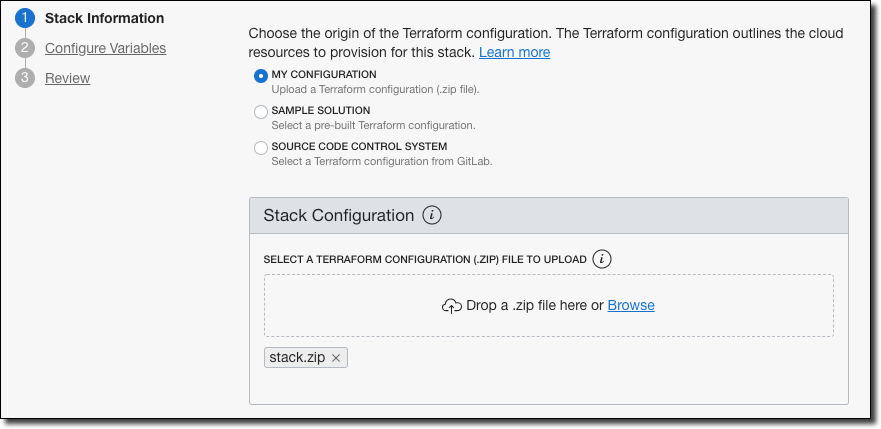 1 Stack Information
2 Configure Variables
3 Review
Choose the origin of the Terraform configuration. The Terraform configuration outlines the cloud
resources to provision for this stack. Learn more
MY CONFIGURATION
Upload a Terraform configuration (.zip file).
SAMPLE SOLUTION
Select a pre-built Terraform configuration.
SOURCE CODE CONTROL SYSTEM
Select a Terraform configuration from GitLab.
Stack Configuration i
SELECT A TERRAFORM CONFIGURATION (.ZIP) FILE TO UPLOAD i
Drop a .zip file here or Browse
stack.zip ×